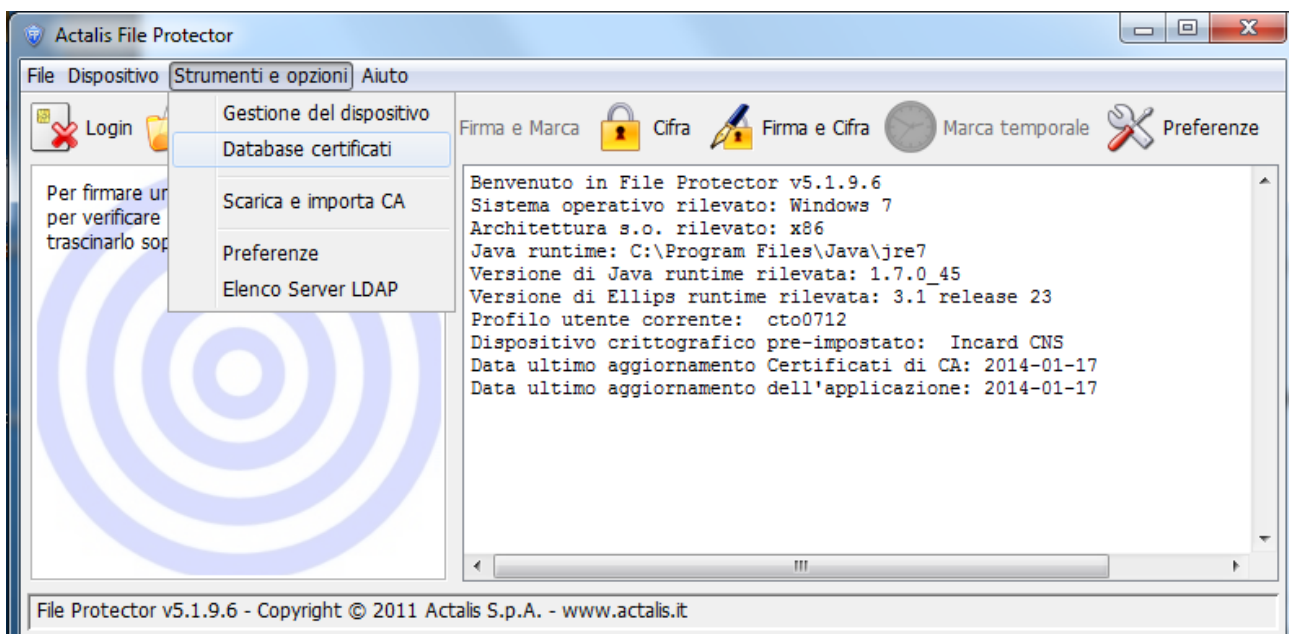 Actalis File Protector
File Dispositivo Strumenti e opzioni Aiuto
Login
Firma e Marca Cifra Firma e Cifra Marca temporale Preferenze
Gestione del dispositivo
Database certificati
Scarica e importa CA
Preferenze
Elenco Server LDAP
Per firmare
per verificare
trascinarlo
Benvenuto in File Protector v5.1.9.6
Sistema operativo rilevato: Windows 7
Architettura s.o. rilevato: x86
Java runtime: C:\Program Files\Java\jre7
Versione di Java runtime rilevata: 1.7.0_45
Versione di Ellips runtime rilevata: 3.1 release 23
Profilo utente corrente:  cto0712
Dispositivo crittografico pre-impostato:  Incard CNS
Data ultimo aggiornamento Certificati di CA: 2014-01-17
Data ultimo aggiornamento dell'applicazione: 2014-01-17
File Protector v5.1.9.6 - Copyright © 2011 Actalis S.p.A. - www.actalis.it